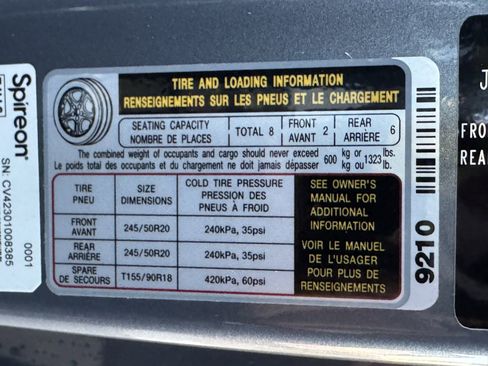 Spireon
SN: CV42301008385
0001
TIRE AND LOADING INFORMATION
RENSEIGNEMENTS SUR LES PNEUS ET LE CHARGEMENT
SEATING CAPACITY
NOMBRE DE PLACES
TOTAL 8
FRONT
AVANT 2
REAR
ARRIÈRE 6
The combined weight of occupants and cargo should never exceed 600 kg or 1323 lbs.
Le poids total des occupants et du chargement ne doit jamais dépasser kg ou lb.
TIRE
PNEU
SIZE
DIMENSIONS
COLD TIRE PRESSURE
PRESSION DES
PNEUS À FROID
FRONT
AVANT
245/50R20
240kPa, 35psi
REAR
ARRIÈRE
245/50R20
240kPa, 35psi
SPARE
DE SECOURS
T155/90R18
420kPa, 60psi
SEE OWNER'S
MANUAL FOR
ADDITIONAL
INFORMATION
VOIR LE MANUEL
DE L'USAGER
POUR PLUS DE
RENSEIGNEMENTS
9210
J
FRO
REA